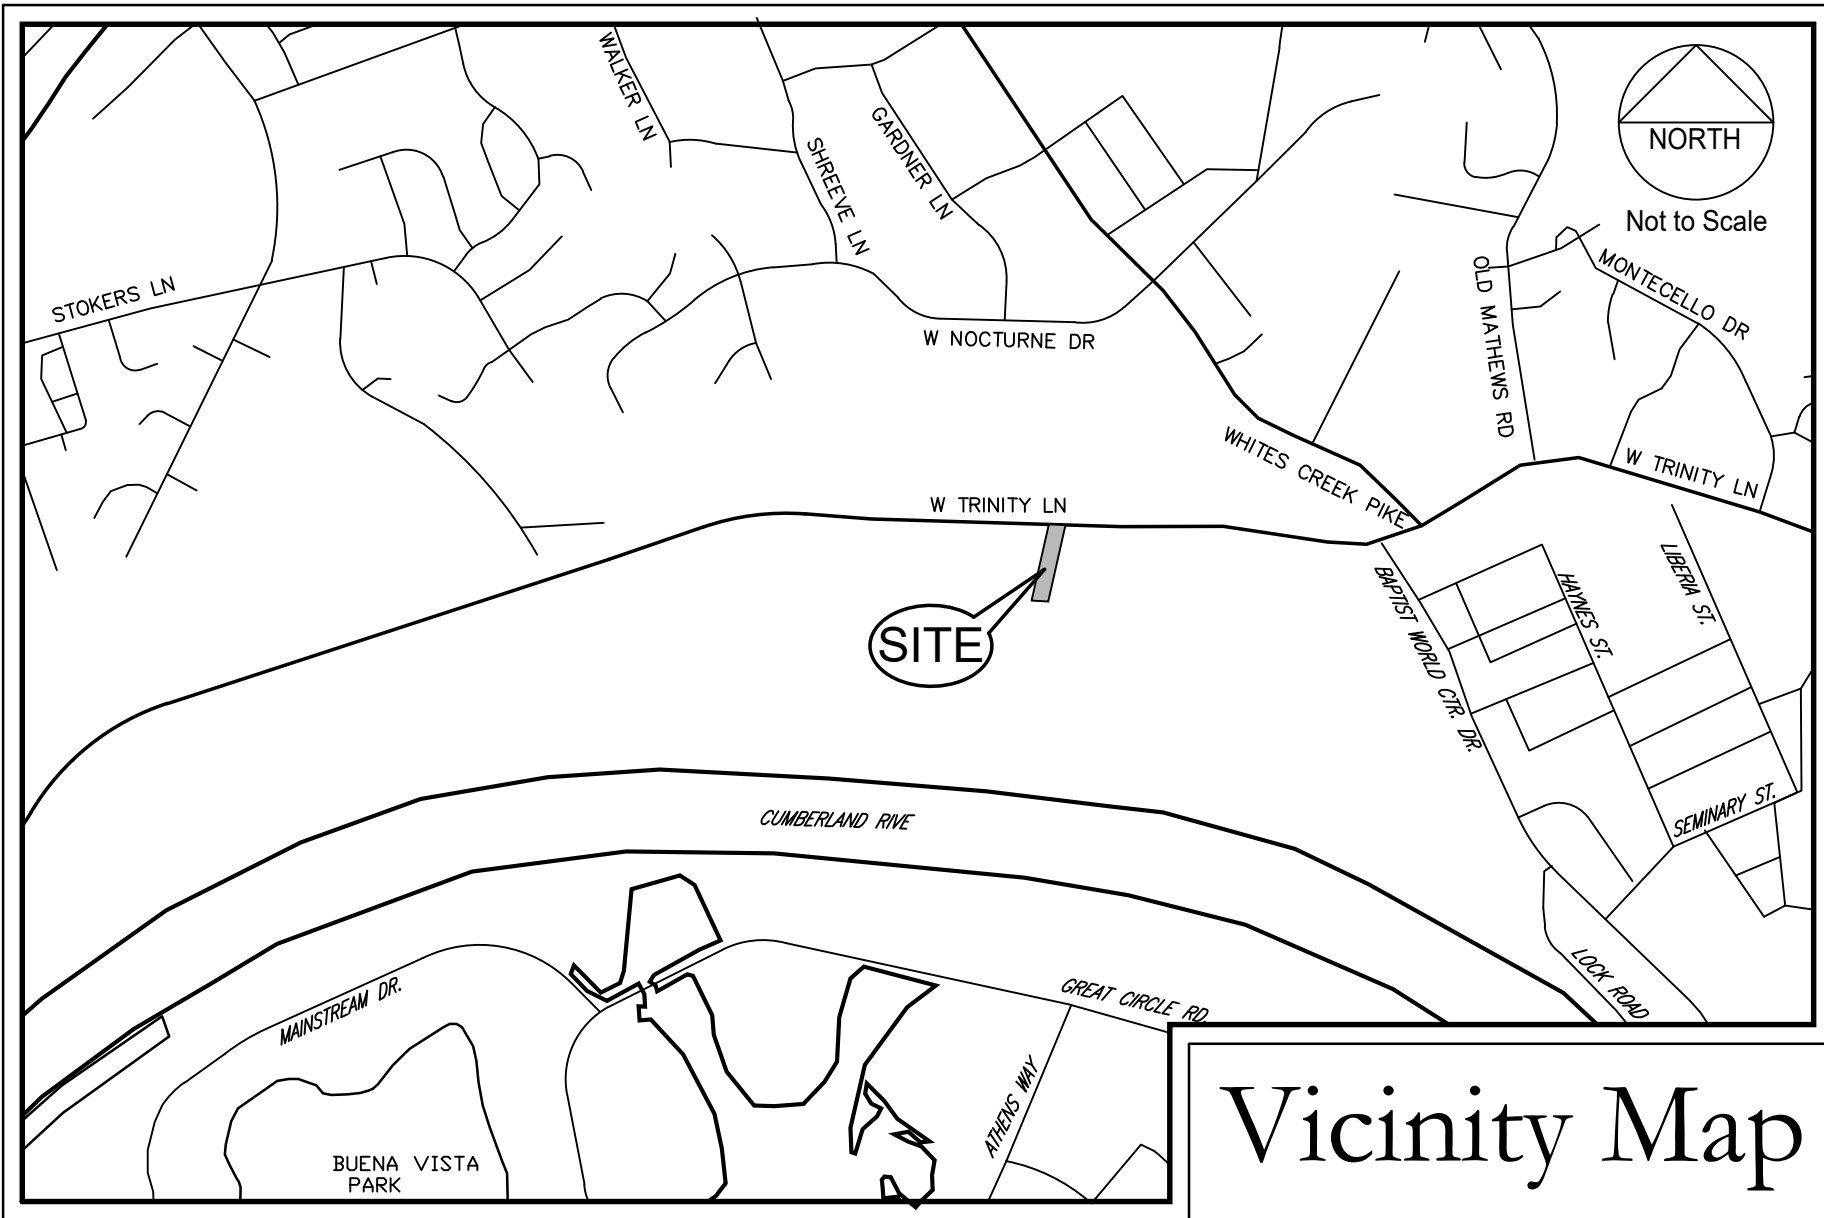 WALKER LN
SHREEVE LN
GARDNER LN
NORTH
Not to Scale
STOKERS LN
OLD MATHEWS RD
MONTECELLO DR
W NOCTURNE DR
WHITES CREEK PIKE
W TRINITY LN
W TRINITY LN
SITE
BAPTIST WORLD CTR. DR.
HAYNES ST.
LIBERIA ST.
CUMBERLAND RIVE
SEMINARY ST.
MAINSTREAM DR.
GREAT CIRCLE RD.
LOCK ROAD
ATHENS WAY
BUENA VISTA
PARK
Vicinity Map